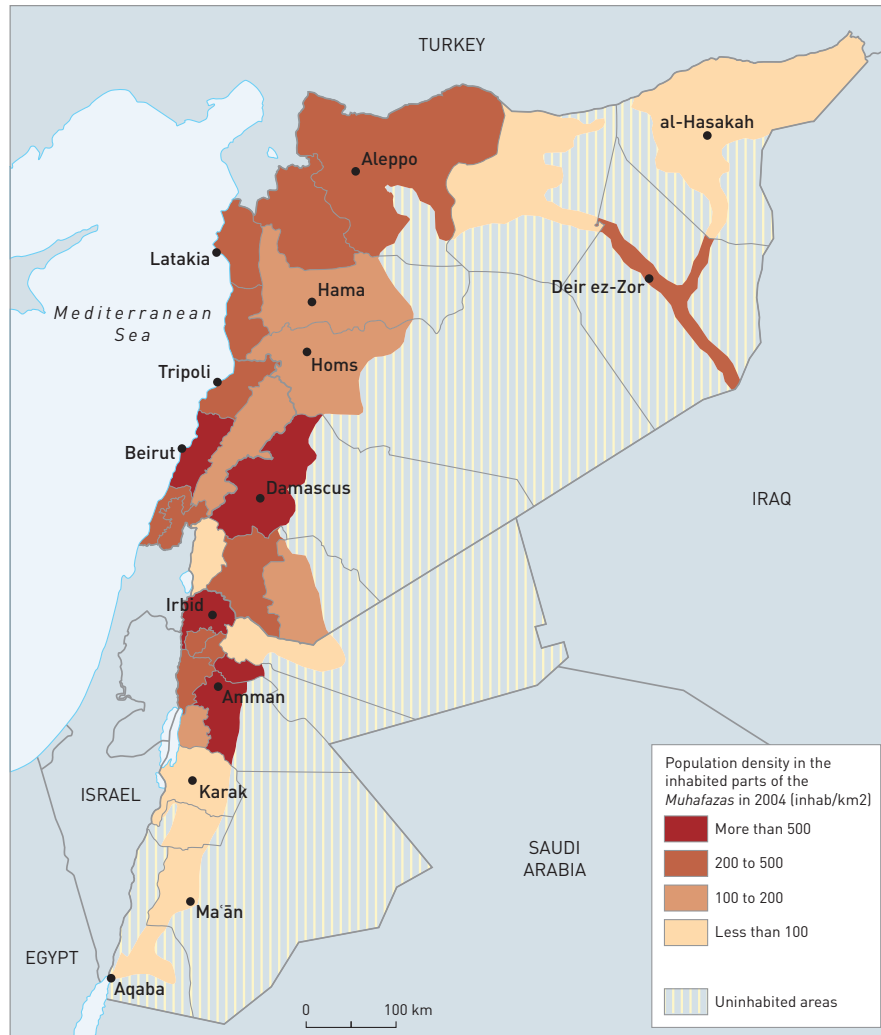 TURKEY
al-Hasakah
Aleppo
Latakia
Deir ez-Zor
Hama
Mediterranean
Sea
Homs
Tripoli
Beirut
Damascus
IRAQ
Irbid
Amman
ISRAEL
Karak
SAUDI
ARABIA
Maʿān
EGYPT
Aqaba
0 100 km
Population density in the
inhabited parts of the
Muhafazas in 2004 (inhab/km2)
More than 500
200 to 500
100 to 200
Less than 100
Uninhabited areas